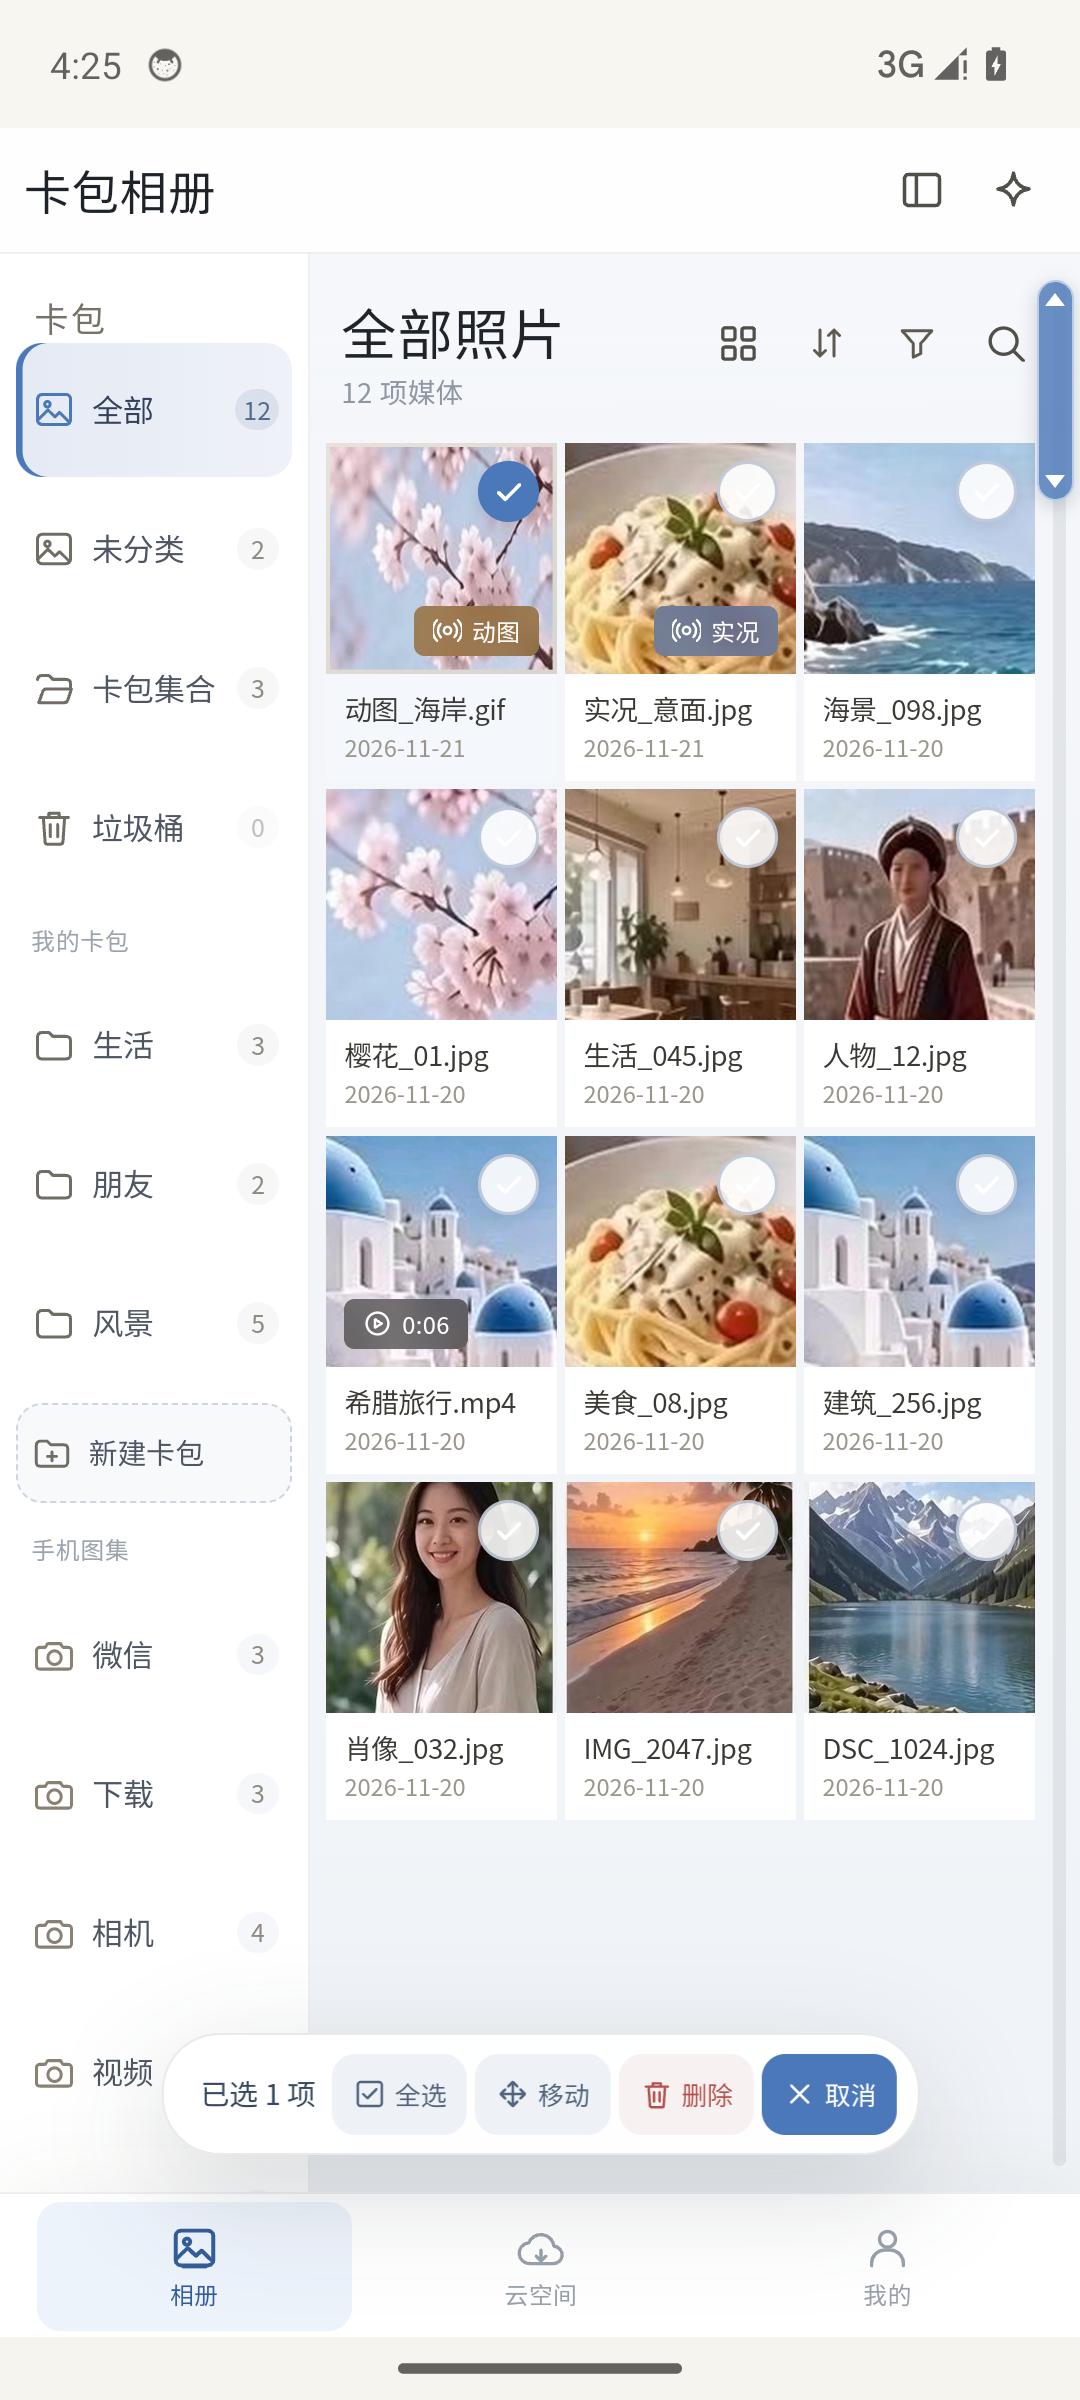 4:25
3G
卡包相册
卡包
全部 12
未分类 2
卡包集合 3
垃圾桶 0
我的卡包
生活 3
朋友 2
风景 5
新建卡包
手机图集
微信 3
下载 3
相机 4
视频
全部照片
12 项媒体
动图
实况
动图_海岸.gif
2026-11-21
实况_意面.jpg
2026-11-21
海景_098.jpg
2026-11-20
樱花_01.jpg
2026-11-20
生活_045.jpg
2026-11-20
人物_12.jpg
2026-11-20
0:06
希腊旅行.mp4
2026-11-20
美食_08.jpg
2026-11-20
建筑_256.jpg
2026-11-20
肖像_032.jpg
2026-11-20
IMG_2047.jpg
2026-11-20
DSC_1024.jpg
2026-11-20
已选 1 项 全选 移动 删除 取消
相册 云空间 我的